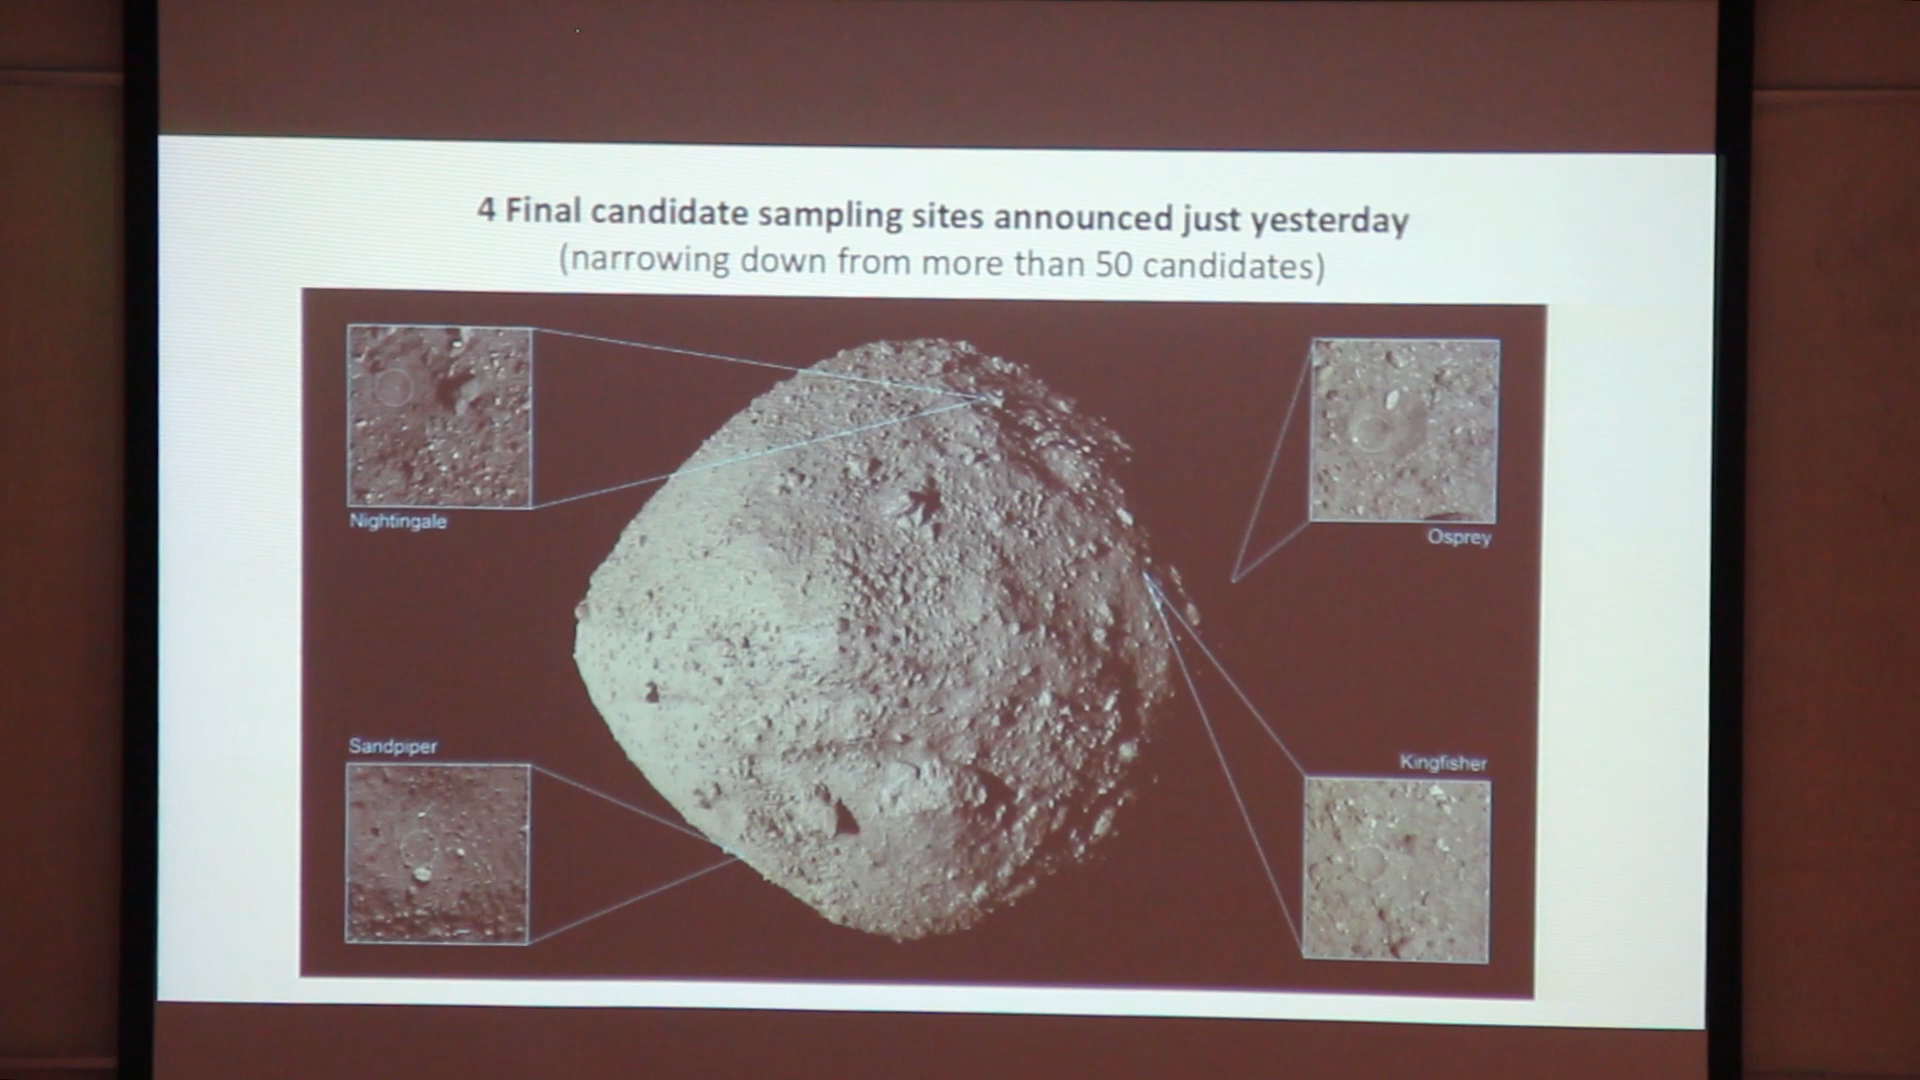 4 Final candidate sampling sites announced just yesterday
(narrowing down from more than 50 candidates)
Nightingale
Osprey
Sandpiper
Kingfisher